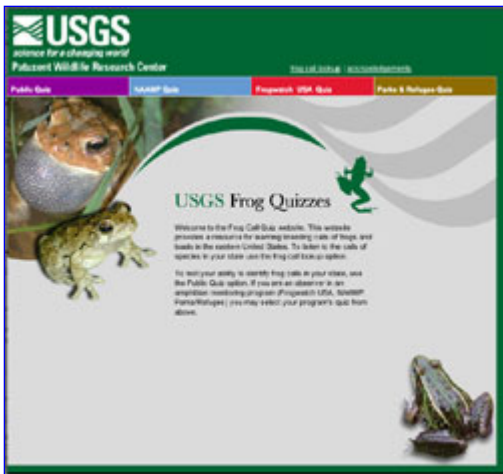 USGS
science for a changing world
Patuxent Wildlife Research Center
frog call lookup | acknowledgements
Public Quiz
NAAMP Quiz
Frogwatch USA Quiz
Parks & Refuges Quiz
USGS Frog Quizzes
Welcome to the Frog Call Quiz website. This website
provides a resource for learning breeding calls of frogs and
toads in the eastern United States. To listen to the calls of
species in your state use the frog call lookup option.
To test your ability to identify frog calls in your state, use
the Public Quiz option. If you are an observer in an
amphibian monitoring program (Frogwatch USA, NAAMP,
Parks/Refuges) you may select your program's quiz from
above.